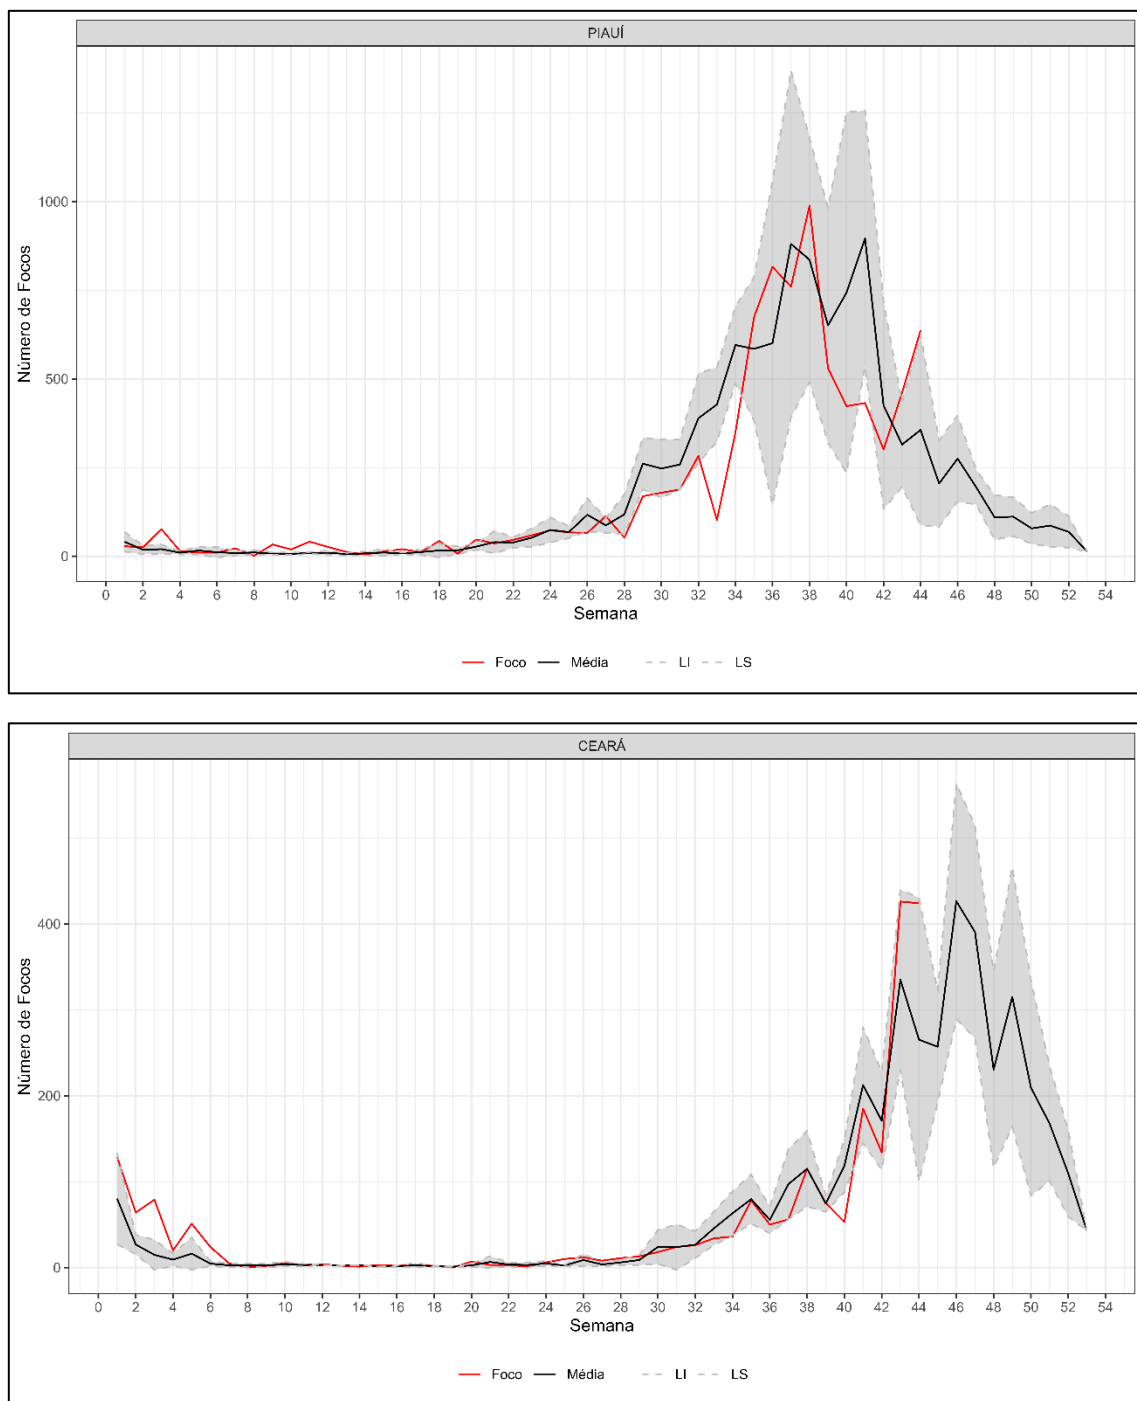 PIAUÍ
Número de Focos
1000
500
0
0 2 4 6 8 10 12 14 16 18 20 22 24 26 28 30 32 34 36 38 40 42 44 46 48 50 52 54
Semana
Foco Média LI LS
CEARÁ
Número de Focos
400
200
0
0 2 4 6 8 10 12 14 16 18 20 22 24 26 28 30 32 34 36 38 40 42 44 46 48 50 52 54
Semana
Foco Média LI LS